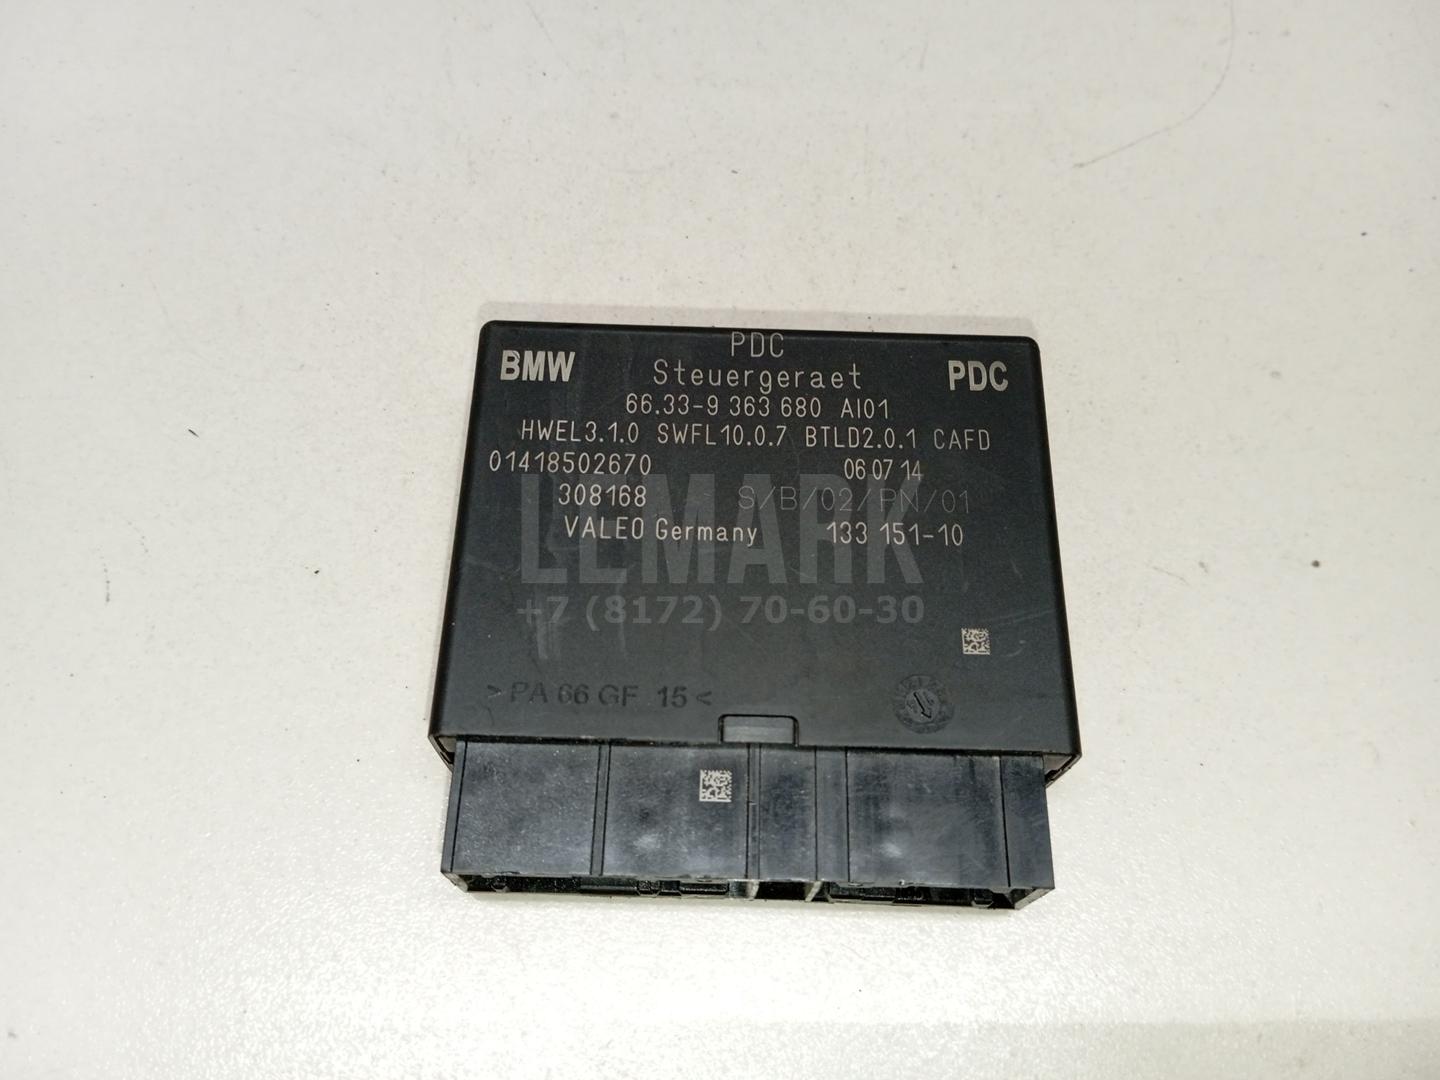 PDC
BMW Steuergeraet PDC
66.33-9 363 680 AI01
HWEL3.1.0 SWFL10.0.7 BTLD2.0.1 CAFD
01418502670 06 07 14
308168 S/B/02/PN/01
VALEO Germany 133 151-10
LEMARK
+7 (8172) 70-60-30
>PA 66 GF 15<